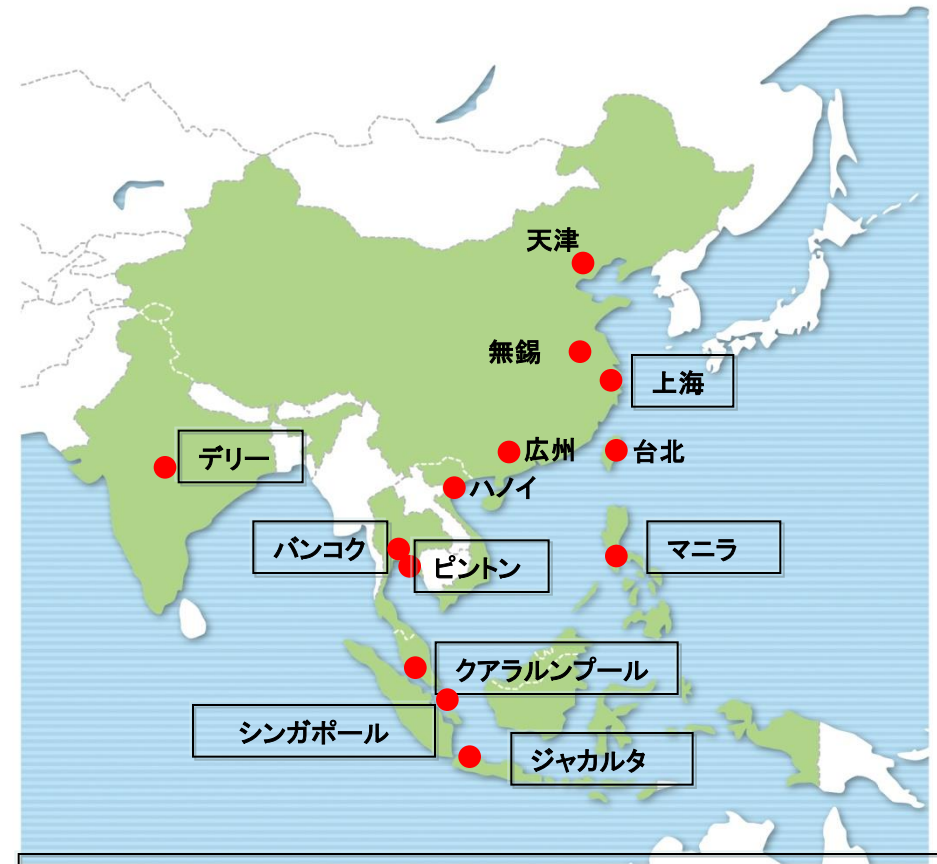 天津
無錫
上海
広州
台北
デリー
ハノイ
バンコク
ピントン
マニラ
クアラルンプール
シンガポール
ジャカルタ